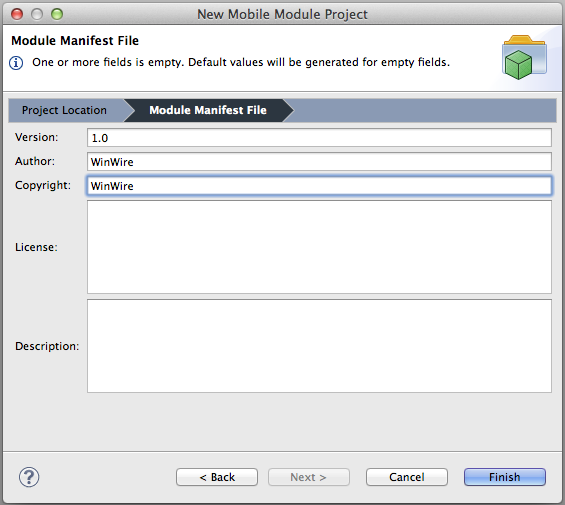 New Mobile Module Project
Module Manifest File
One or more fields is empty. Default values will be generated for empty fields.
Project Location
Module Manifest File
Version:
1.0
Author:
WinWire
Copyright:
WinWire
License:
Description:
?
< Back
Next >
Cancel
Finish